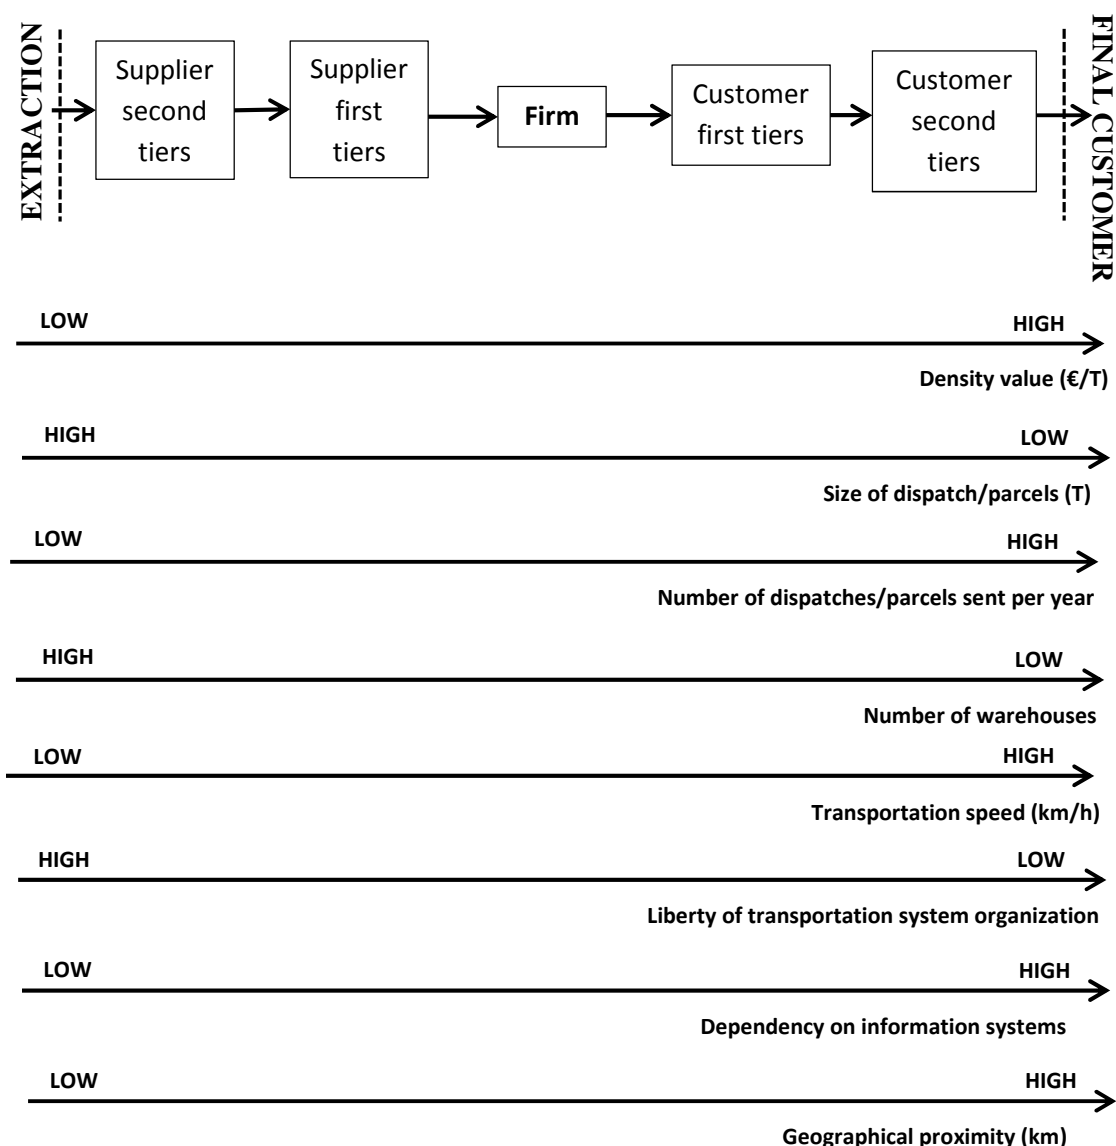 EXTRACTION
Supplier
second
tiers
Supplier
first
tiers
Firm
Customer
first tiers
Customer
second
tiers
FINAL CUSTOMER
LOW
HIGH
Density value (€/T)
HIGH
LOW
Size of dispatch/parcels (T)
LOW
HIGH
Number of dispatches/parcels sent per year
HIGH
LOW
Number of warehouses
LOW
HIGH
Transportation speed (km/h)
HIGH
LOW
Liberty of transportation system organization
LOW
HIGH
Dependency on information systems
LOW
HIGH
Geographical proximity (km)